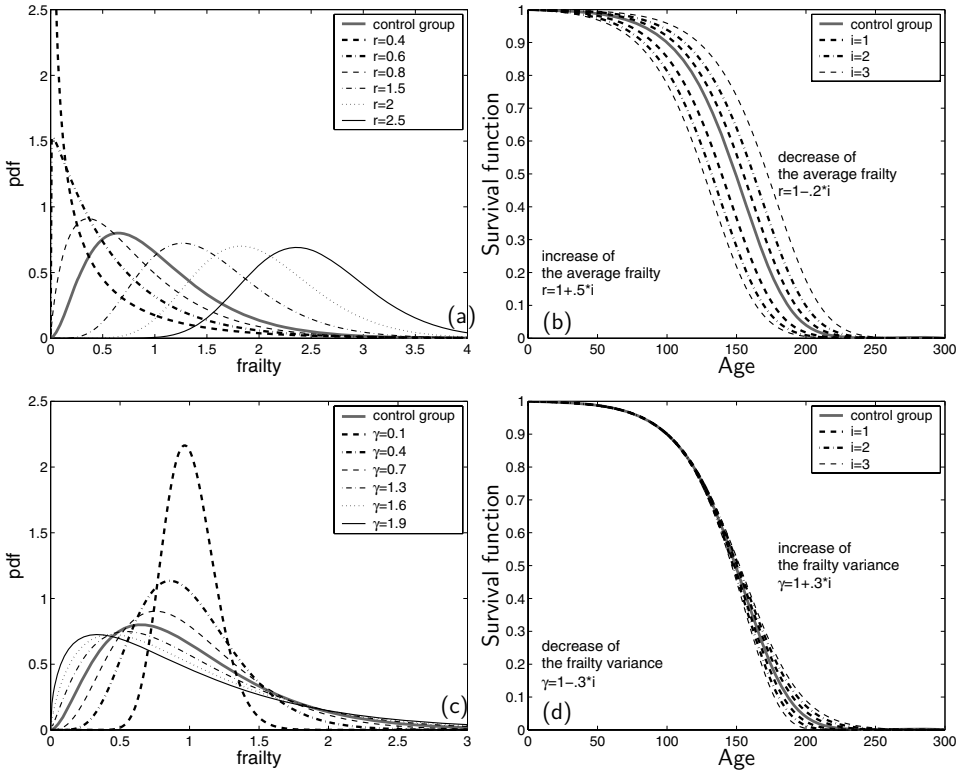 2.5
2
1.5
1
0.5
0
pdf
0 0.5 1 1.5 2 2.5 3 3.5 4
frailty
control group
r=0.4
r=0.6
r=0.8
r=1.5
r=2
r=2.5
(a)
1
0.9
0.8
0.7
0.6
0.5
0.4
0.3
0.2
0.1
0
Survival function
0 50 100 150 200 250 300
Age
control group
i=1
i=2
i=3
decrease of
the average frailty
r=1−.2*i
increase of
the average frailty
r=1+.5*i
(b)
2.5
2
1.5
1
0.5
0
pdf
0 0.5 1 1.5 2 2.5 3
frailty
control group
γ=0.1
γ=0.4
γ=0.7
γ=1.3
γ=1.6
γ=1.9
(c)
1
0.9
0.8
0.7
0.6
0.5
0.4
0.3
0.2
0.1
0
Survival function
0 50 100 150 200 250 300
Age
control group
i=1
i=2
i=3
increase of
the frailty variance
γ=1+.3*i
decrease of
the frailty variance
γ=1−.3*i
(d)